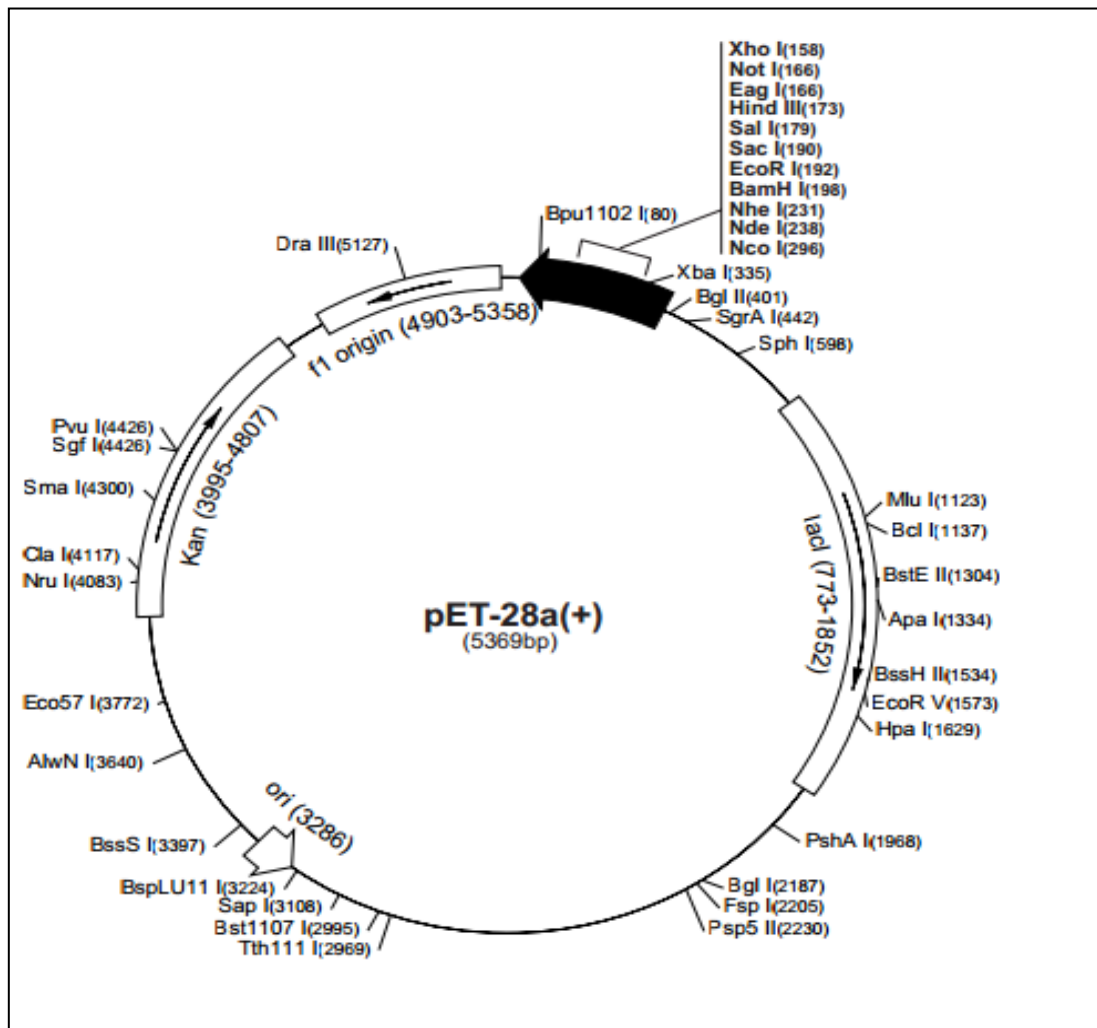 Xho I(158)
Not I(166)
Eag I(166)
Hind III(173)
Sal I(179)
Sac I(190)
EcoR I(192)
BamH I(198)
Nhe I(231)
Nde I(238)
Nco I(296)
Bpu1102 I(80)
Dra III(5127)
Xba I(335)
Bgl II(401)
SgrA I(442)
Sph I(598)
f1 origin (4903-5358)
Pvu I(4426)
Sgf I(4426)
Sma I(4300)
Kan (3995-4807)
Cla I(4117)
Nru I(4083)
Mlu I(1123)
Bcl I(1137)
BstE II(1304)
Apa I(1334)
lacI (773-1852)
BssH II(1534)
EcoR V(1573)
Hpa I(1629)
pET-28a(+)
(5369bp)
Eco57 I(3772)
AlwN I(3640)
ori (3286)
BssS I(3397)
PshA I(1968)
BspLU11 I(3224)
Sap I(3108)
Bst1107 I(2995)
Tth111 I(2969)
Bgl I(2187)
Fsp I(2205)
Psp5 II(2230)